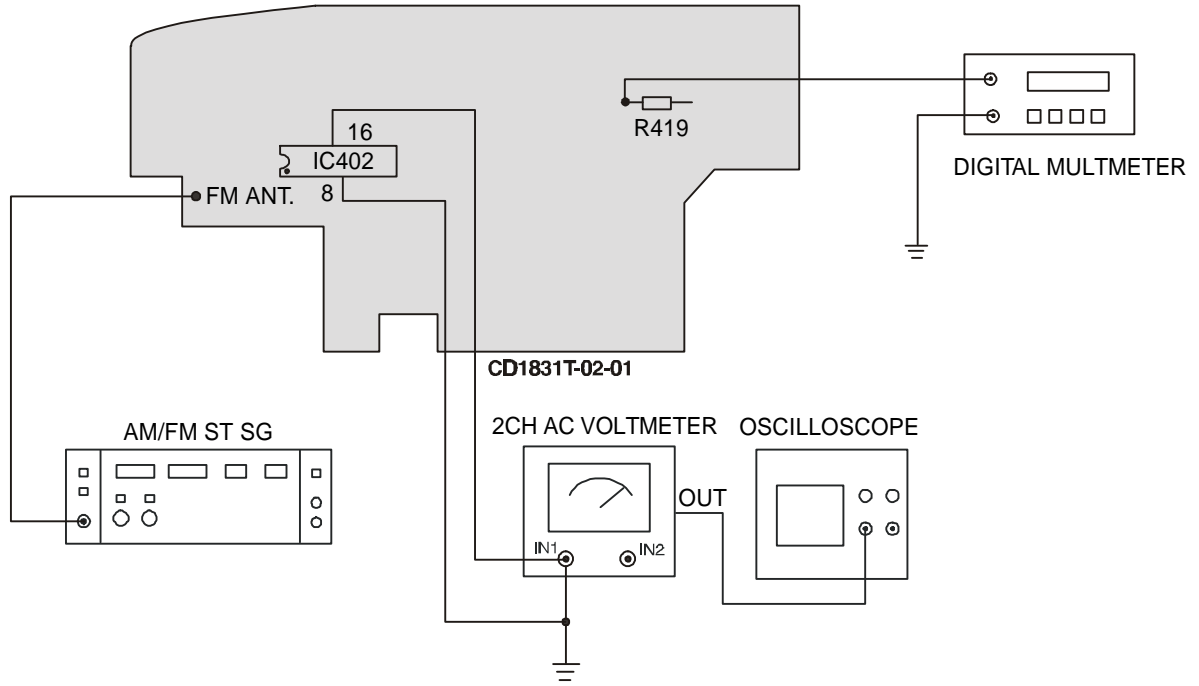 16
IC402
8
FM ANT.
R419
DIGITAL MULTMETER
CD1831T-02-01
AM/FM ST SG
2CH AC VOLTMETER
OSCILLOSCOPE
OUT
IN1
IN2